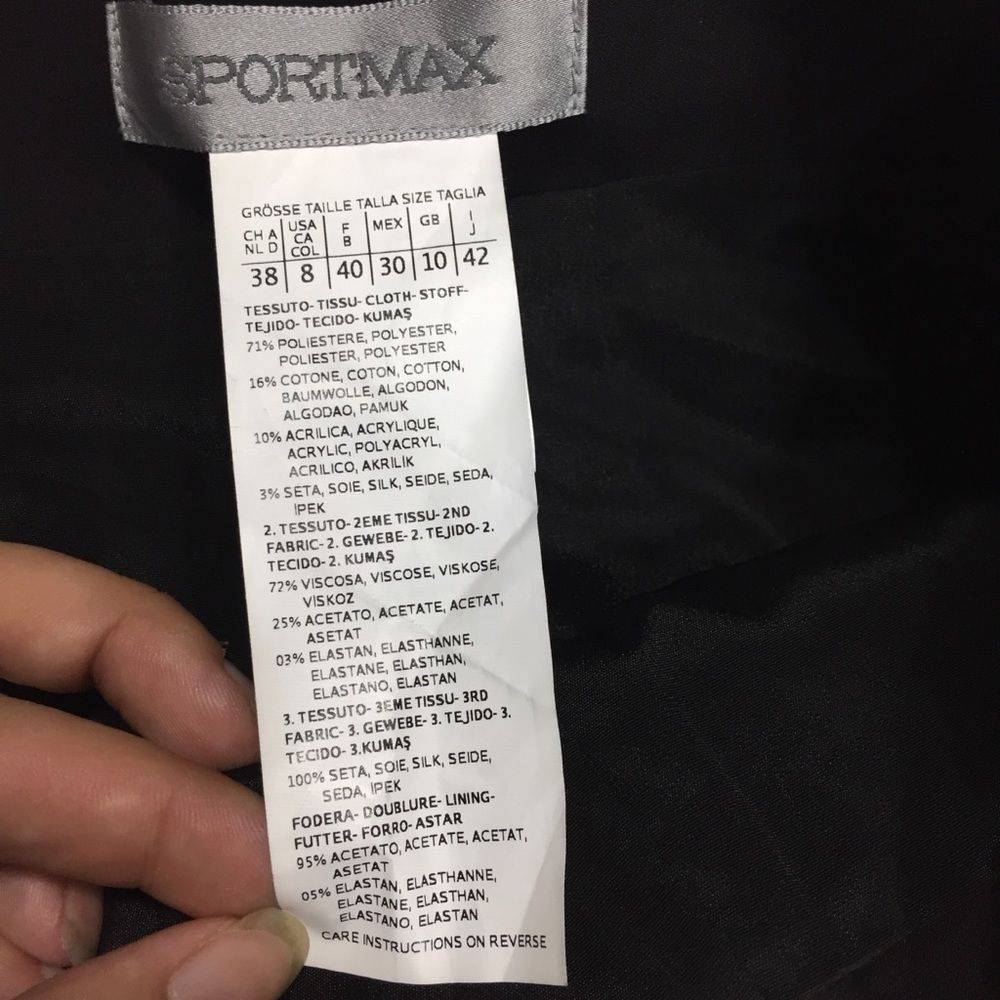 SPORTMAX
GRÖSSE TAILLE TALLA SIZE TAGLIA
CH A NL D USA CA COL F B MEX GB I J
38 8 40 30 10 42
TESSUTO- TISSU- CLOTH- STOFF-
TEJIDO- TECIDO- KUMAŞ
71% POLIESTERE, POLYESTER,
POLIESTER, POLYESTER
16% COTONE, COTON, COTTON,
BAUMWOLLE, ALGODON,
ALGODAO, PAMUK
10% ACRILICA, ACRYLIQUE,
ACRYLIC, POLYACRYL,
ACRILICO, AKRILIK
3% SETA, SOIE, SILK, SEIDE, SEDA,
IPEK
2. TESSUTO- 2EME TISSU- 2ND
FABRIC- 2. GEWEBE- 2. TEJIDO- 2.
TECIDO- 2. KUMAŞ
72% VISCOSA, VISCOSE, VISKOSE,
VISKOZ
25% ACETATO, ACETATE, ACETAT,
ASETAT
03% ELASTAN, ELASTHANNE,
ELASTANE, ELASTHAN,
ELASTANO, ELASTAN
3. TESSUTO- 3EME TISSU- 3RD
FABRIC- 3. GEWEBE- 3. TEJIDO- 3.
TECIDO- 3.KUMAŞ
100% SETA, SOIE, SILK, SEIDE,
SEDA, IPEK
FODERA- DOUBLURE- LINING-
FUTTER- FORRO- ASTAR
95% ACETATO, ACETATE, ACETAT,
ASETAT
05% ELASTAN, ELASTHANNE,
ELASTANE, ELASTHAN,
ELASTANO, ELASTAN
CARE INSTRUCTIONS ON REVERSE